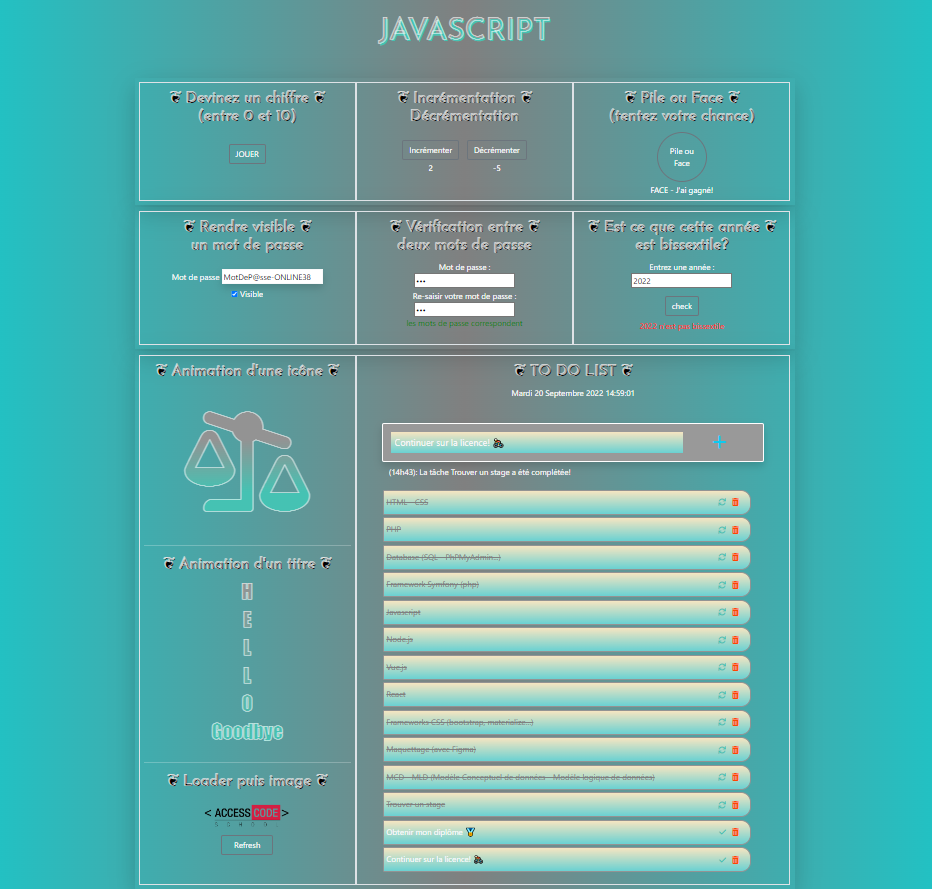 JAVASCRIPT
❦ Devinez un chiffre ❦
(entre 0 et 10)
JOUER
❦ Incrémentation ❦
Décrémentation
Incrémenter
Décrémenter
2
-5
❦ Pile ou Face ❦
(tentez votre chance)
Pile ou
Face
FACE - J'ai gagné!
❦ Rendre visible ❦
un mot de passe
Mot de passe MotDeP@sse-ONLINE38
Visible
❦ Vérification entre ❦
deux mots de passe
Mot de passe :
•••
Re-saisir votre mot de passe :
•••
les mots de passe correspondent
❦ Est ce que cette année ❦
est bissextile?
Entrez une année :
2022
check
2022 n'est pas bissextile
❦ Animation d'une icône ❦
❦ Animation d'un titre ❦
H
E
L
L
O
Goodbye
❦ Loader puis image ❦
< ACCESS CODE >
SCHOOL
Refresh
❦ TO DO LIST ❦
Mardi 20 Septembre 2022 14:59:01
Continuer sur la licence!
+
(14h43): La tâche Trouver un stage a été complétée!
HTML - CSS
PHP
Database (SQL - PhPMyAdmin...)
Framework Symfony (php)
Javascript
Node.js
Vue.js
React
Frameworks CSS (bootstrap, materialize...)
Maquettage (avec Figma)
MCD - MLD (Modèle Conceptuel de données - Modèle logique de données)
Trouver un stage
Obtenir mon diplôme
Continuer sur la licence!